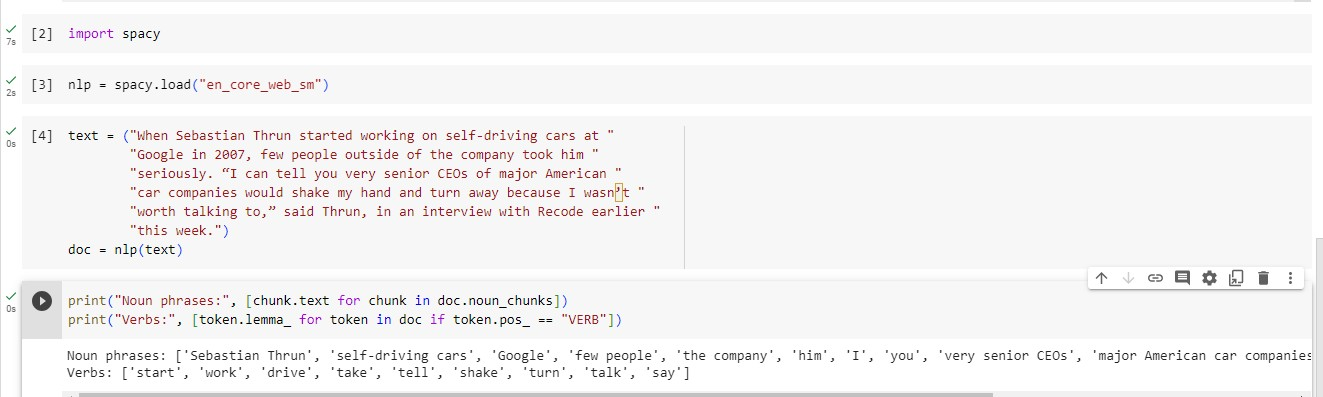 [2] import spacy
7s
[3] nlp = spacy.load("en_core_web_sm")
2s
[4] text = ("When Sebastian Thrun started working on self-driving cars at "
0s
"Google in 2007, few people outside of the company took him "
"seriously. “I can tell you very senior CEOs of major American "
"car companies would shake my hand and turn away because I wasn’t "
"worth talking to,” said Thrun, in an interview with Recode earlier "
"this week.")
doc = nlp(text)
0s
print("Noun phrases:", [chunk.text for chunk in doc.noun_chunks])
print("Verbs:", [token.lemma_ for token in doc if token.pos_ == "VERB"])
Noun phrases: ['Sebastian Thrun', 'self-driving cars', 'Google', 'few people', 'the company', 'him', 'I', 'you', 'very senior CEOs', 'major American car companies
Verbs: ['start', 'work', 'drive', 'take', 'tell', 'shake', 'turn', 'talk', 'say']